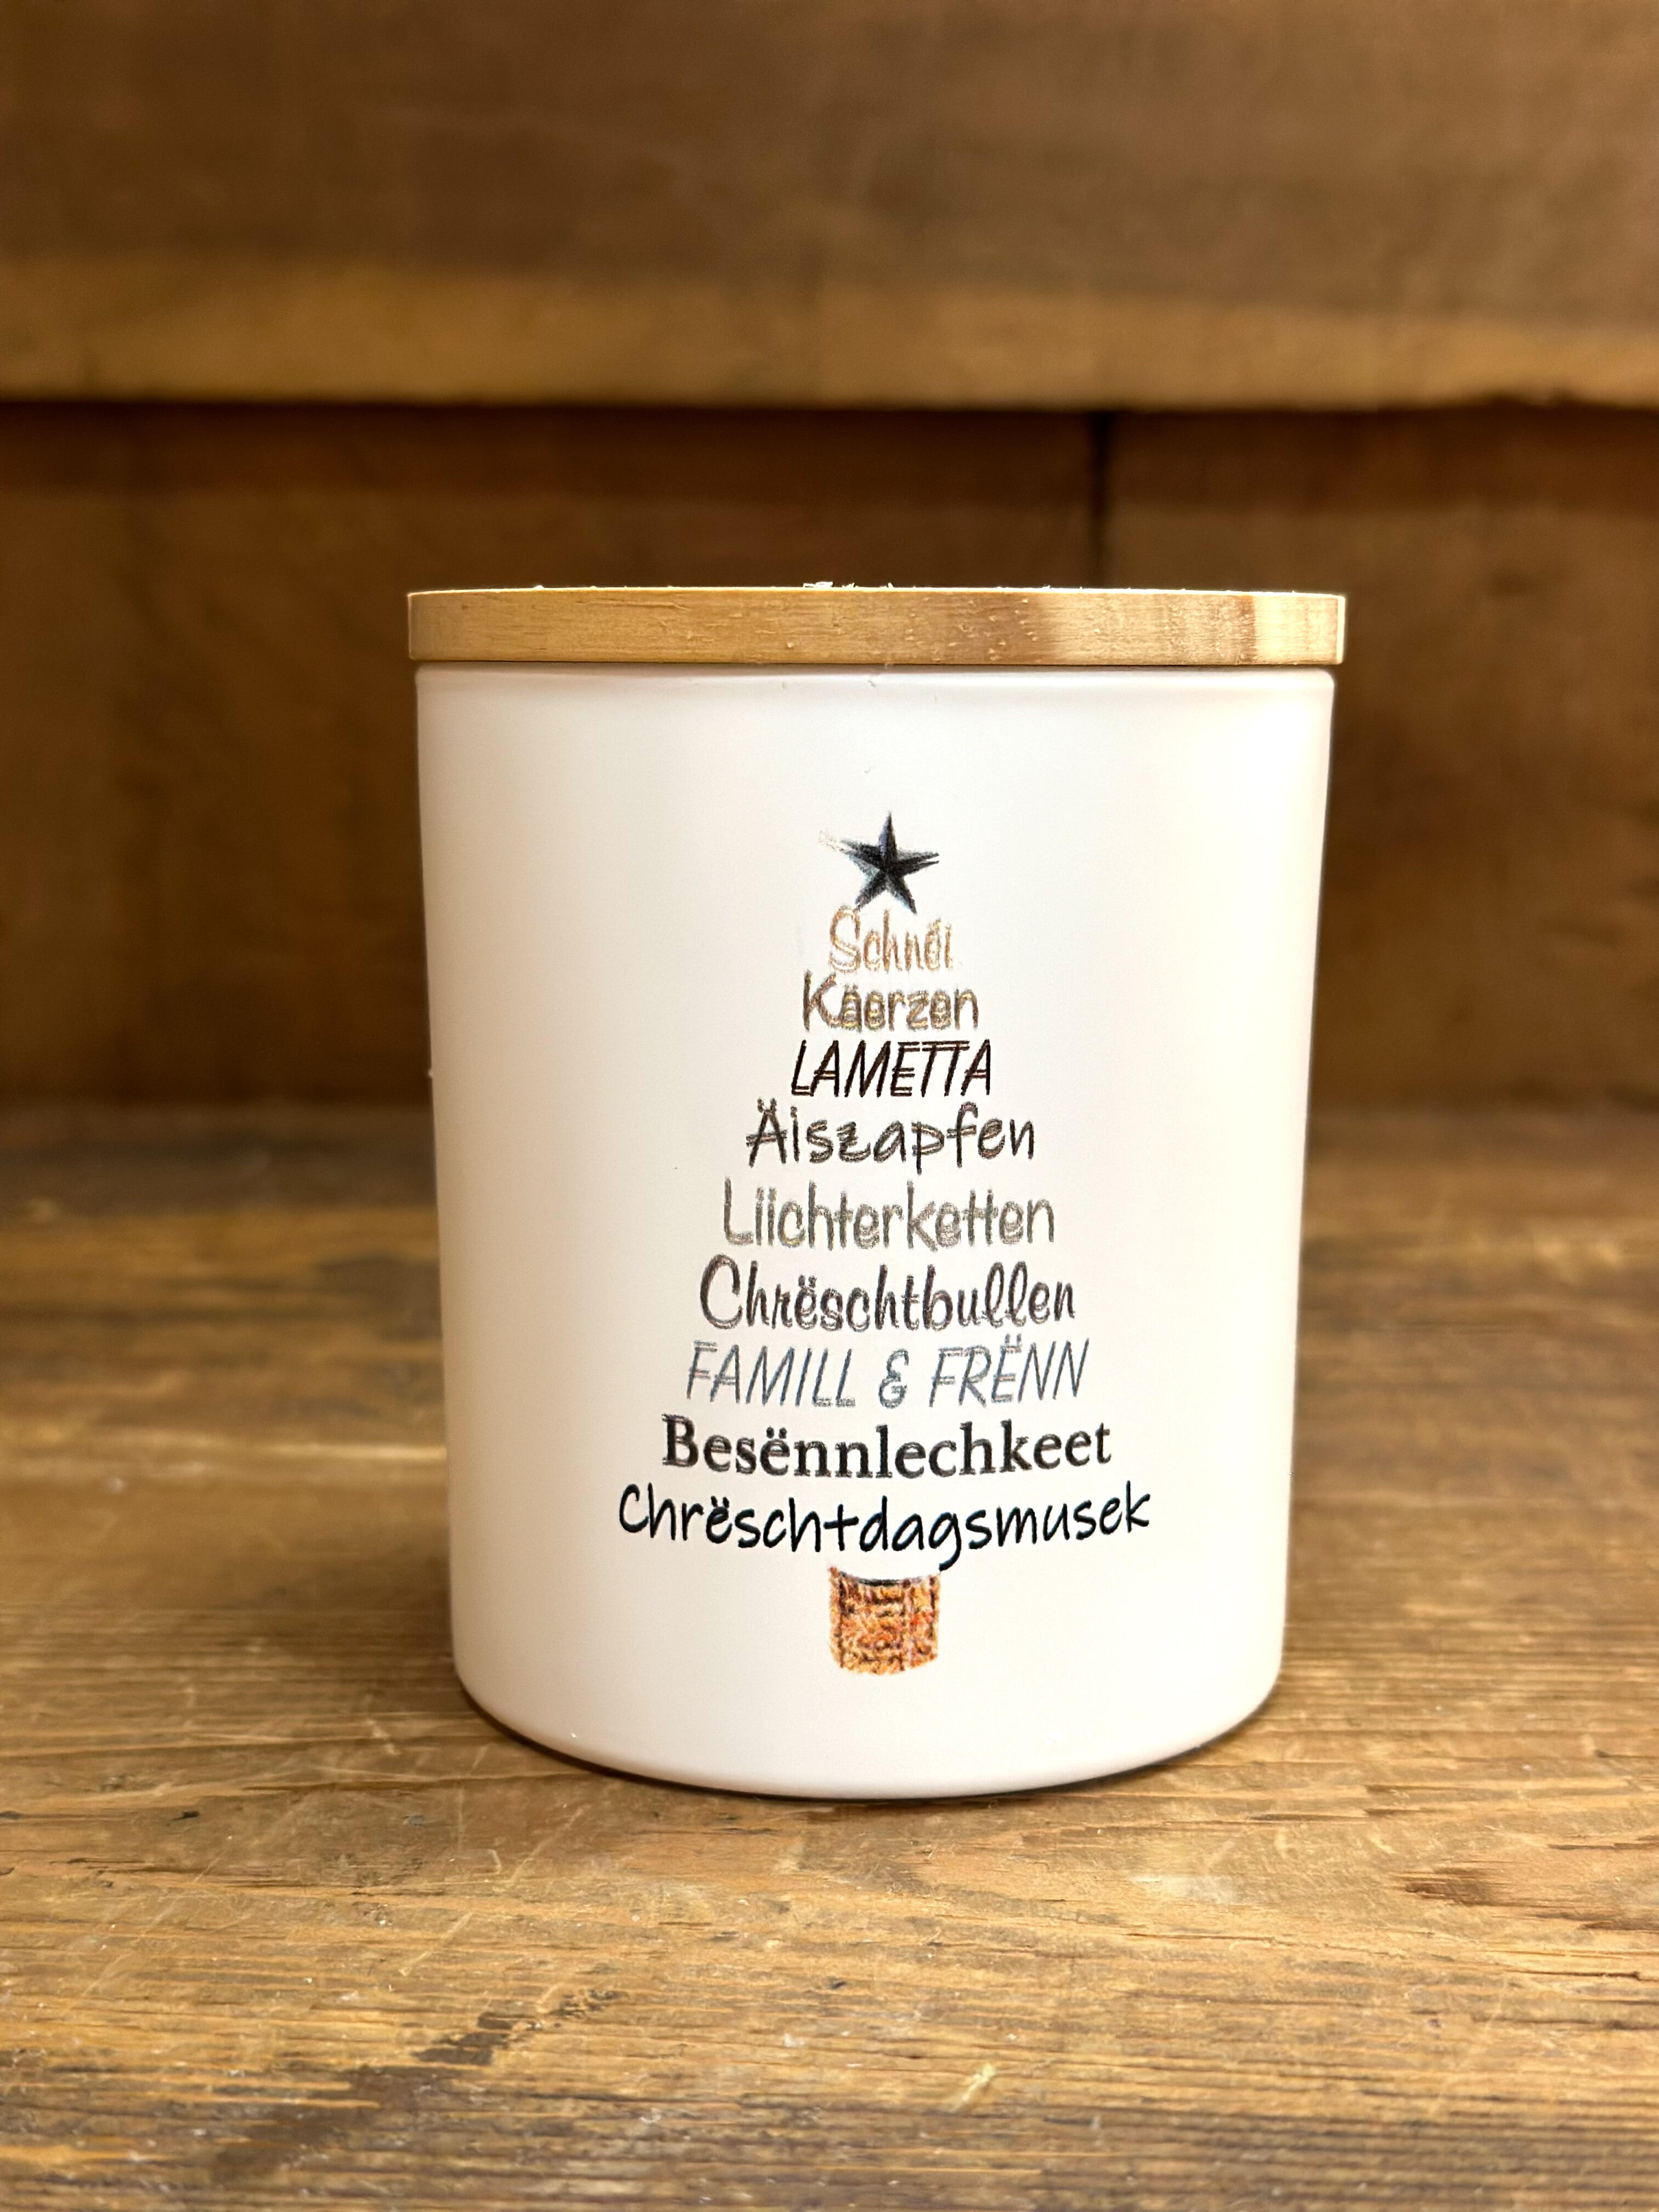 Schnéi
Käerzen
LAMETTA
Äiszapfen
Liichterketten
Chrëschtbullen
FAMILL & FRËNN
Besënnlechkeet
Chrëschtdagsmusek